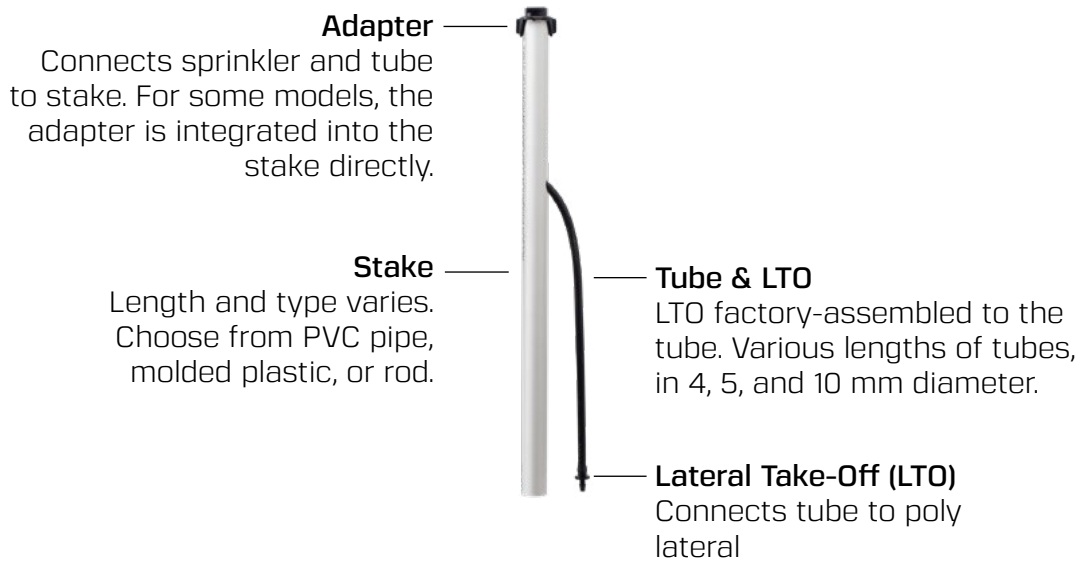 Adapter
Connects sprinkler and tube
to stake. For some models, the
adapter is integrated into the
stake directly.
Stake
Length and type varies.
Choose from PVC pipe,
molded plastic, or rod.
Tube & LTO
LTO factory-assembled to the
tube. Various lengths of tubes,
in 4, 5, and 10 mm diameter.
Lateral Take-Off (LTO)
Connects tube to poly
lateral